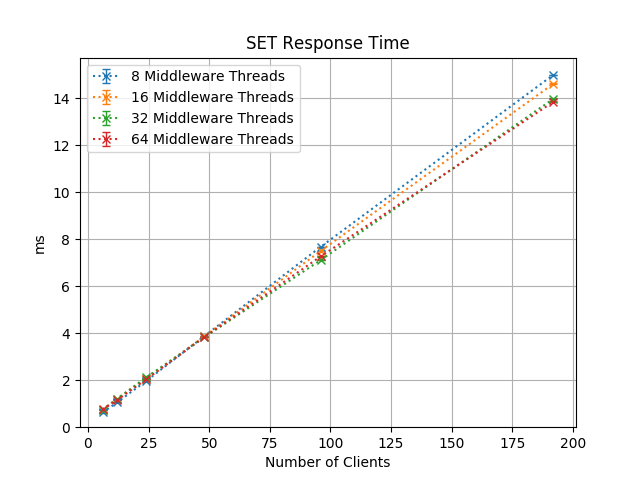 SET Response Time
8 Middleware Threads
16 Middleware Threads
32 Middleware Threads
64 Middleware Threads
ms
14
12
10
8
6
4
2
0
0 25 50 75 100 125 150 175 200
Number of Clients